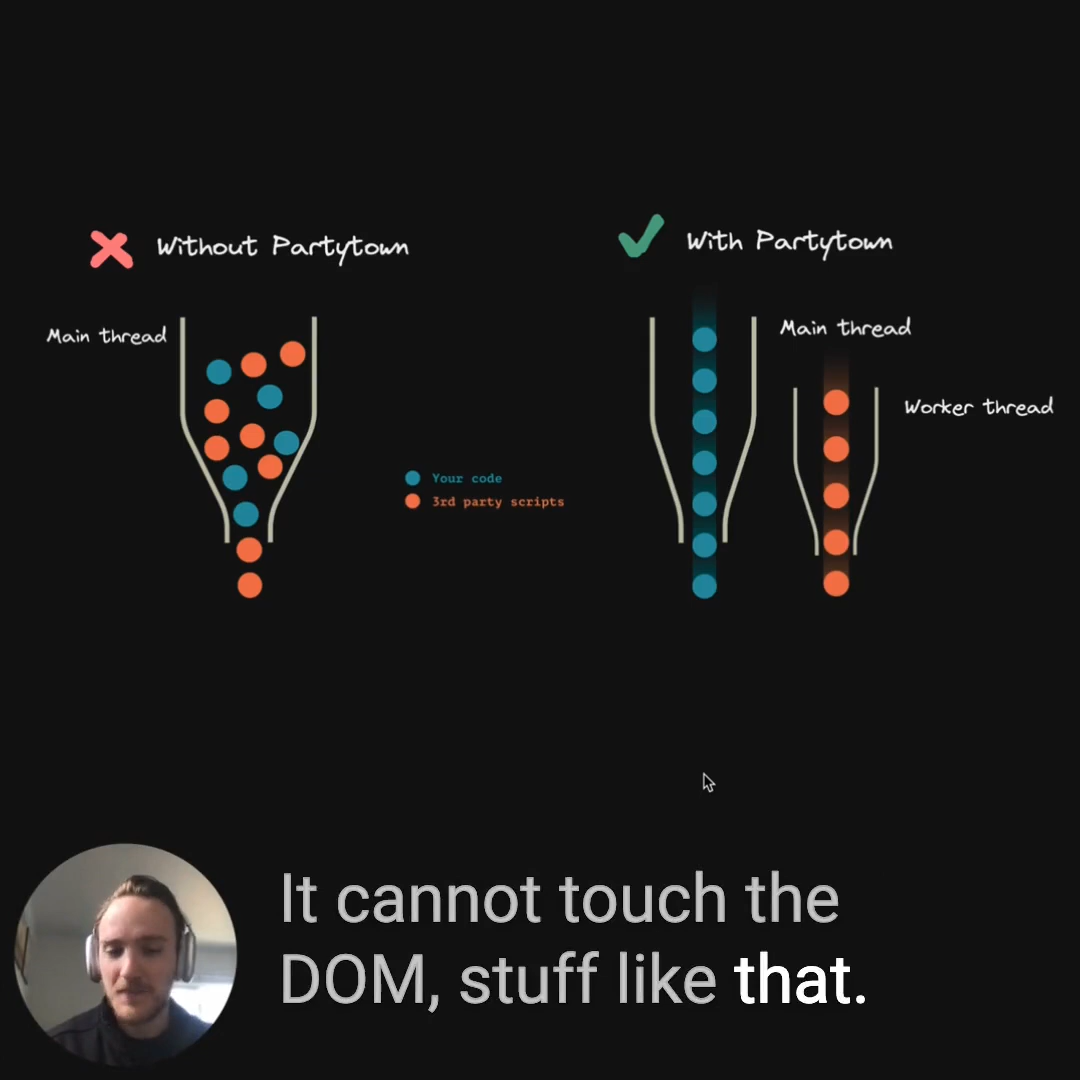 Without Partytown
With Partytown
Main thread
Main thread
Worker thread
Your code
3rd party scripts
It cannot touch the
DOM, stuff like that.